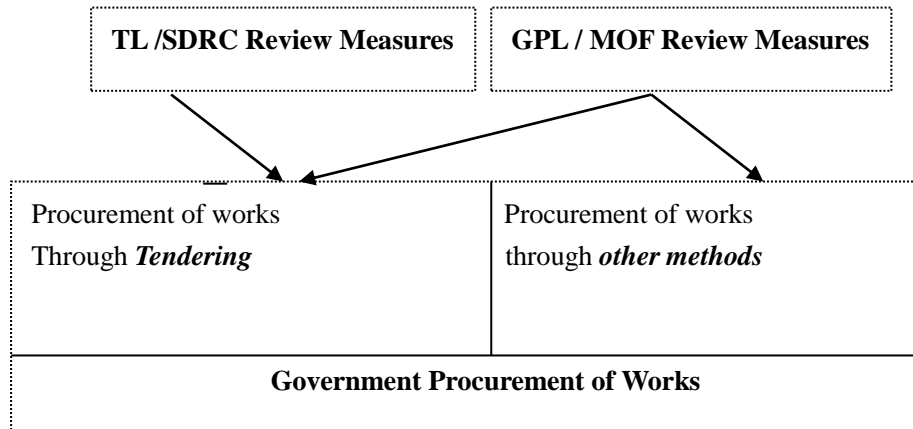 TL /SDRC Review Measures
GPL / MOF Review Measures
Procurement of works
Through Tendering
Procurement of works
through other methods
Government Procurement of Works